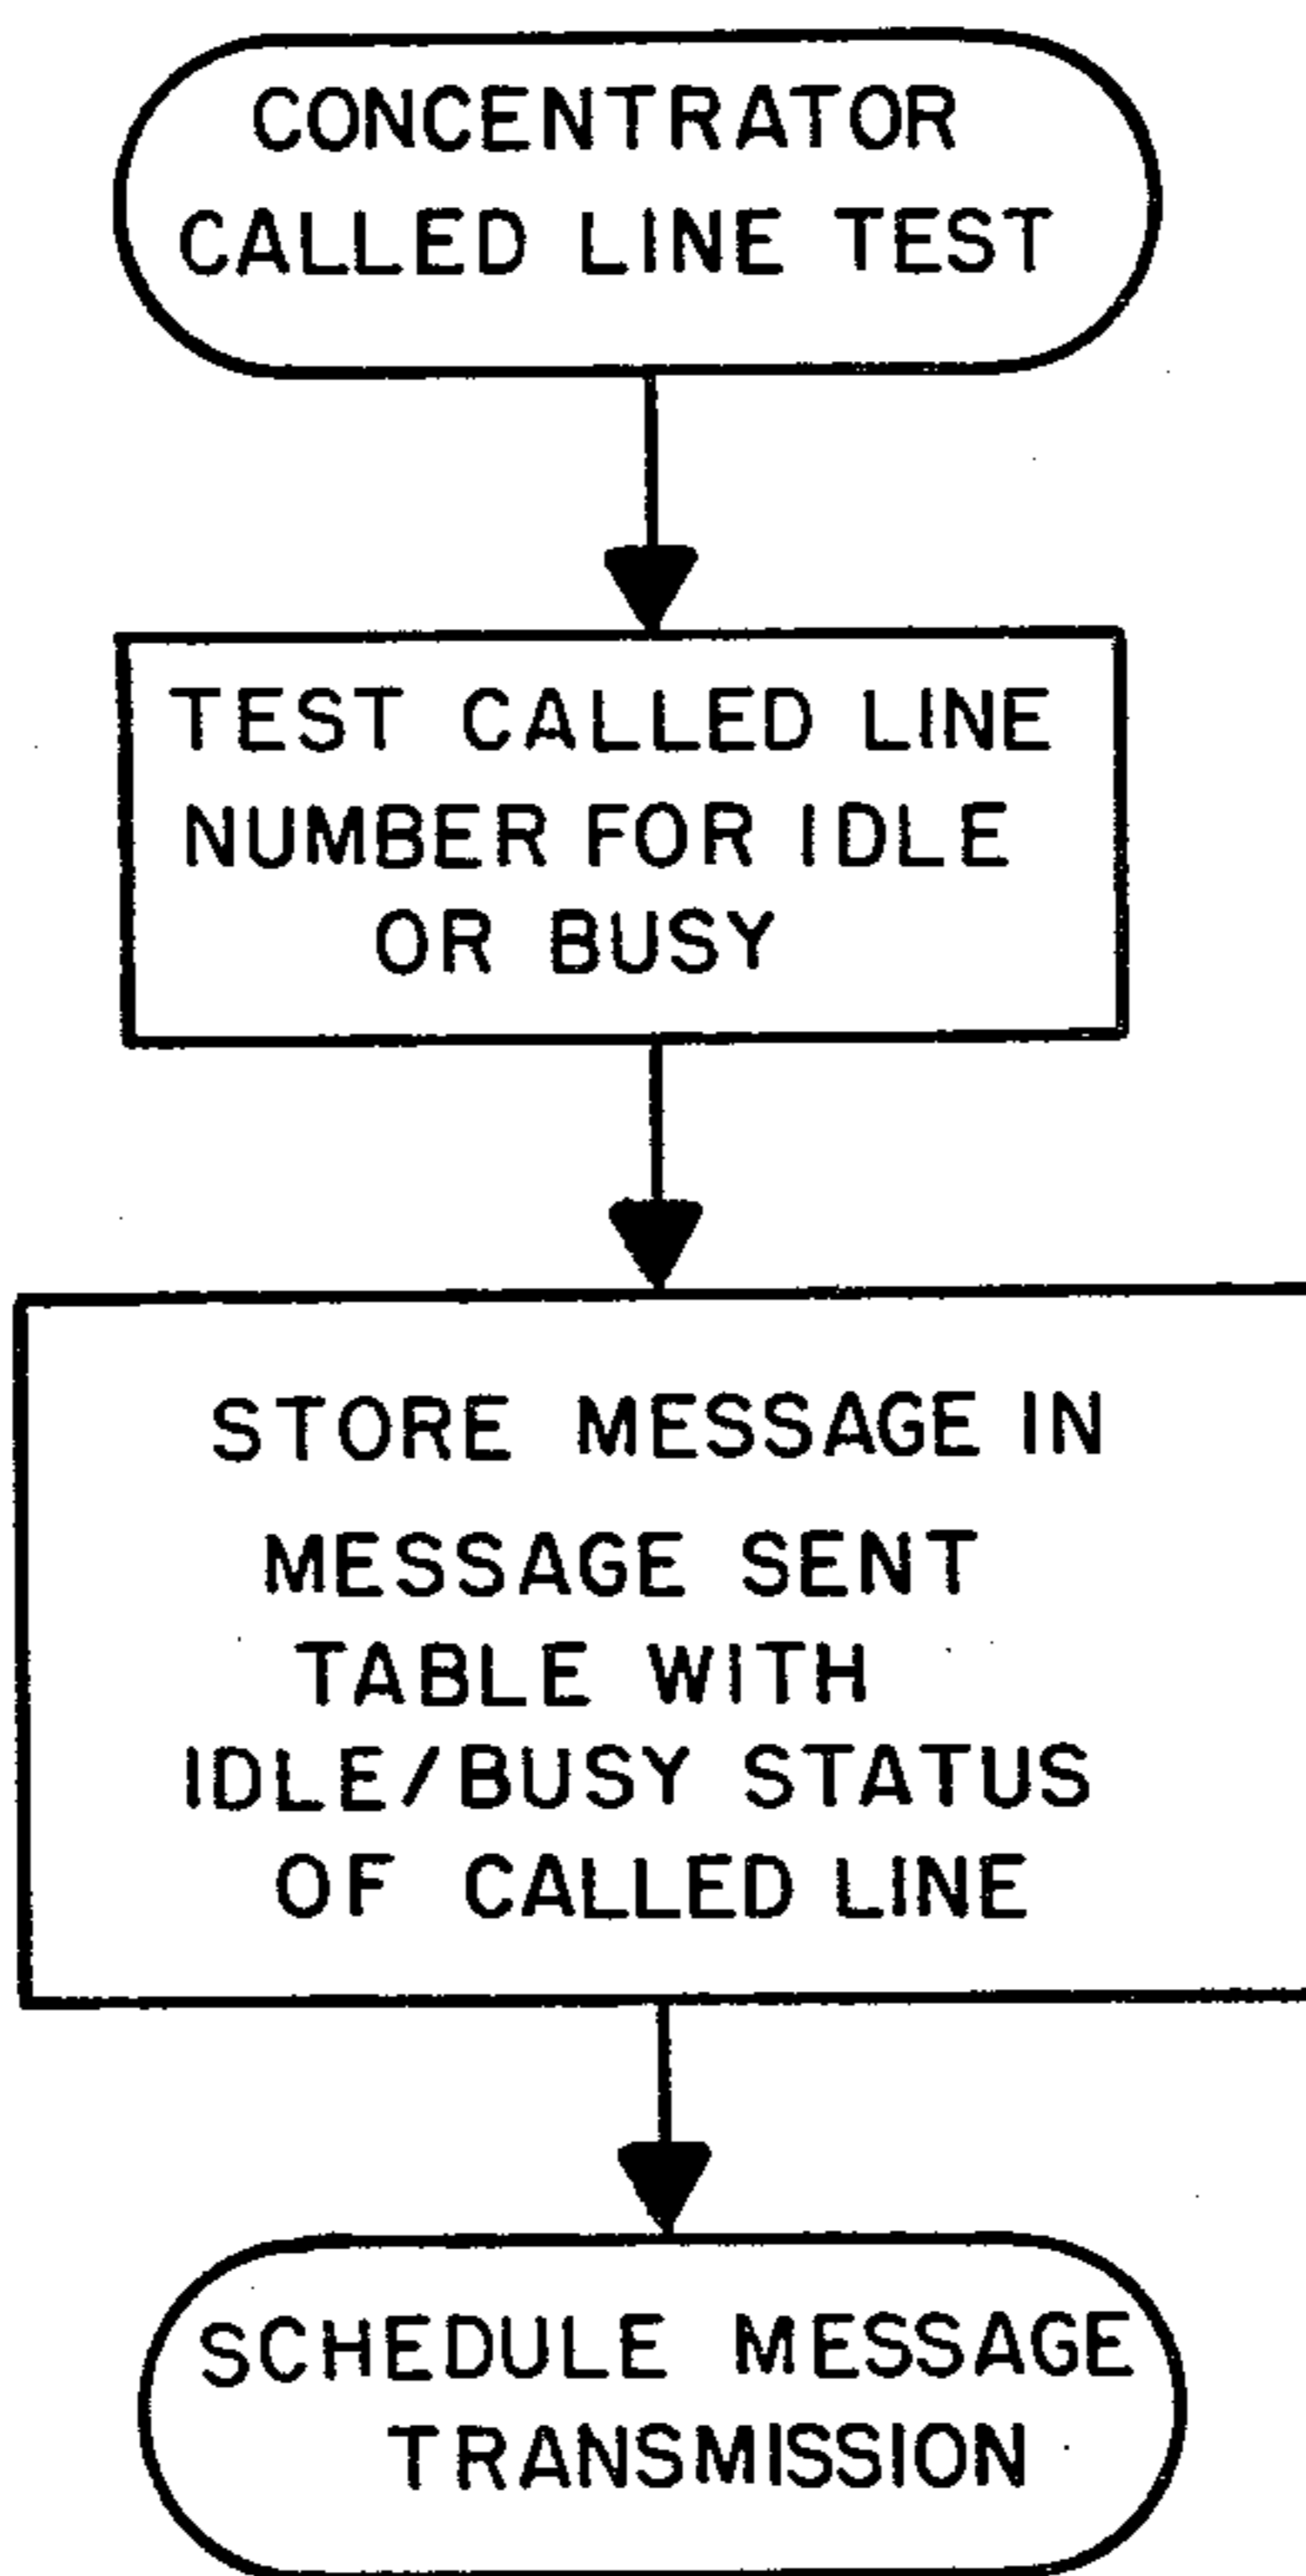 CONCENTRATOR
CALLED LINE TEST
TEST CALLED LINE
NUMBER FOR IDLE
OR BUSY
STORE MESSAGE IN
MESSAGE SENT
TABLE WITH
IDLE/BUSY STATUS
OF CALLED LINE
SCHEDULE MESSAGE
TRANSMISSION